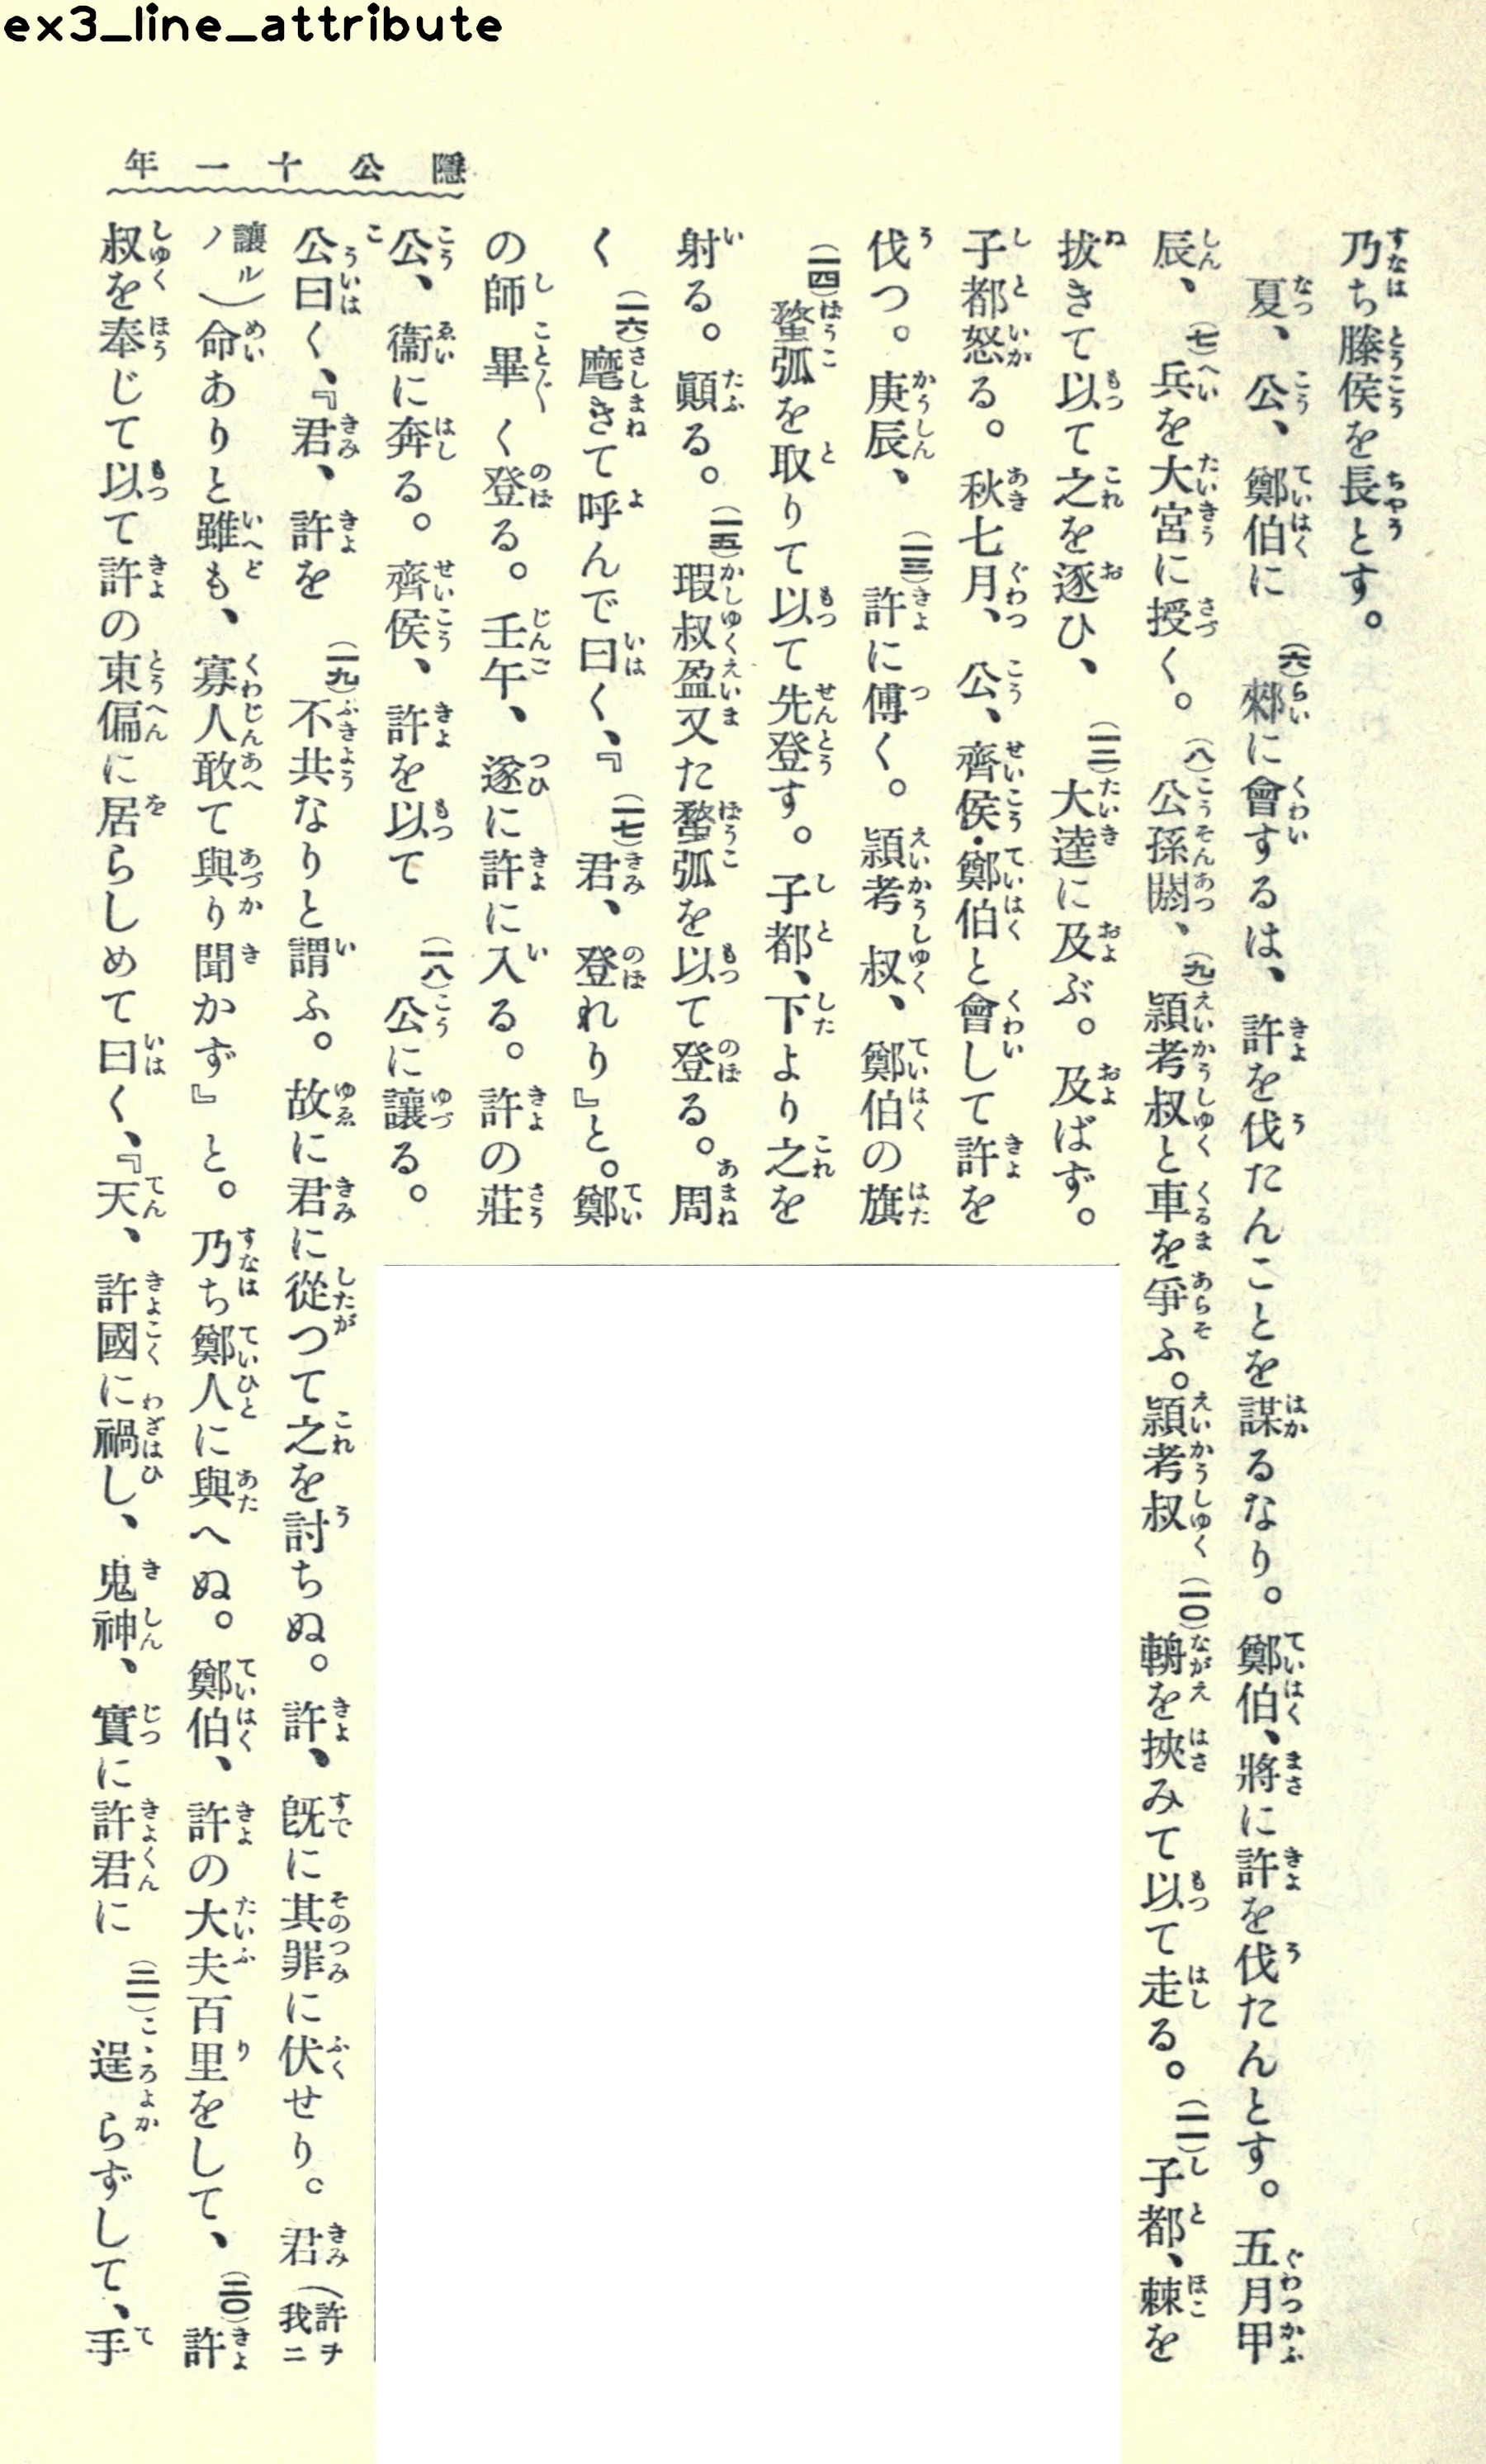 ex3_line_attribute
隱公十一年
乃ち滕侯を長とす。
夏、公、鄭伯に(六)郲に會するは、許を伐たんことを謀るなり。鄭伯、將に許を伐たんとす。五月甲
辰、(七)兵を大宮に授く。(八)公孫閼、(九)潁考叔と車を爭ふ。潁考叔(一〇)輈を挾みて以て走る。(一一)子都、棘を
拔きて以て之を逐ひ、(一二)大逵に及ぶ。及ばず。
子都怒る。秋七月、公、齊侯・鄭伯と會して許を
伐つ。庚辰、(一三)許に傅く。潁考叔、鄭伯の旗
(一四)蝥弧を取りて以て先登す。子都、下より之を
射る。顚る。(一五)瑕叔盈又た蝥弧を以て登る。周
く(一六)麾きて呼んで曰く、『(一七)君、登れり』と。鄭
の師畢く登る。壬午、遂に許に入る。許の莊
公、衞に奔る。齊侯、許を以て(一八)公に讓る。
公曰く、『君、許を(一九)不共なりと謂ふ。故に君に從つて之を討ちぬ。許、既に其罪に伏せり。君(許ヲ我ニ
讓ルノ)命ありと雖も、寡人敢て與り聞かず』と。乃ち鄭人に與へぬ。鄭伯、許の大夫百里をして、(二〇)許
叔を奉じて以て許の東偏に居らしめて曰く、『天、許國に禍し、鬼神、實に許君に(二一)逞らずして、手